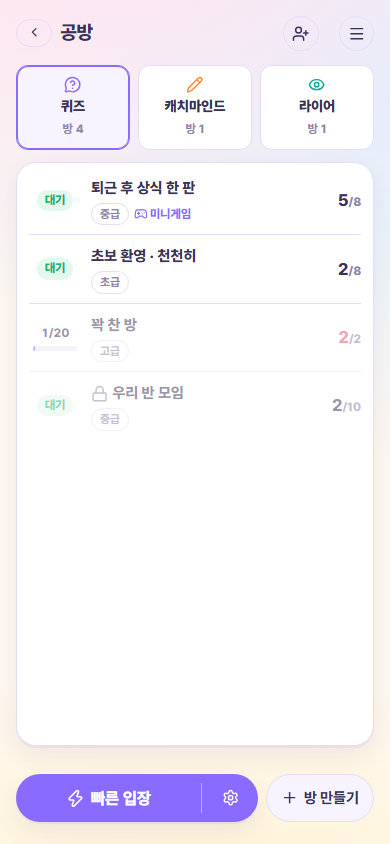 공방
퀴즈
방 4
캐치마인드
방 1
라이어
방 1
대기
퇴근 후 상식 한 판
중급
미니게임
5/8
대기
초보 환영 · 천천히
초급
2/8
1/20
꽉 찬 방
고급
2/2
대기
우리 반 모임
중급
2/10
빠른 입장
방 만들기